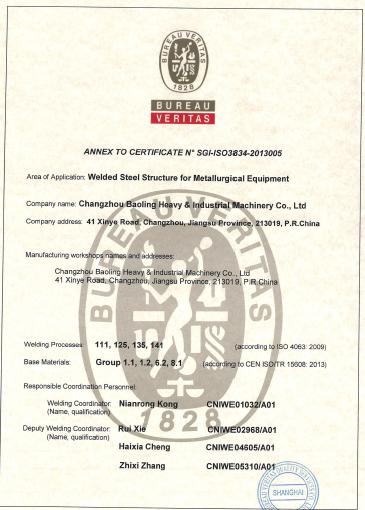 BUREAU VERITAS
1828
BUREAU
VERITAS
ANNEX TO CERTIFICATE N° SGI-ISO3834-2013005
Area of Application: Welded Steel Structure for Metallurgical Equipment
Company name: Changzhou Baoling Heavy & Industrial Machinery Co., Ltd
Company address: 41 Xinye Road, Changzhou, Jiangsu Province, 213019, P.R.China
Manufacturing workshops names and addresses:
Changzhou Baoling Heavy & Industrial Machinery Co., Ltd
41 Xinye Road, Changzhou, Jiangsu Province, 213019, P.R.China
BUREAU VERITAS
1828
Welding Processes: 111, 125, 135, 141 (according to ISO 4063: 2009)
Base Materials: Group 1.1, 1.2, 6.2, 8.1 (according to CEN ISO/TR 15608: 2013)
Responsible Coordination Personnel:
Welding Coordinator: Nianrong Kong CNIWE01032/A01
(Name, qualification)
Deputy Welding Coordinator: Rui Xie CNIWE02968/A01
(Name, qualification)
Haixia Cheng CNIWE04605/A01
Zhixi Zhang CNIWE05310/A01
SHANGHAI